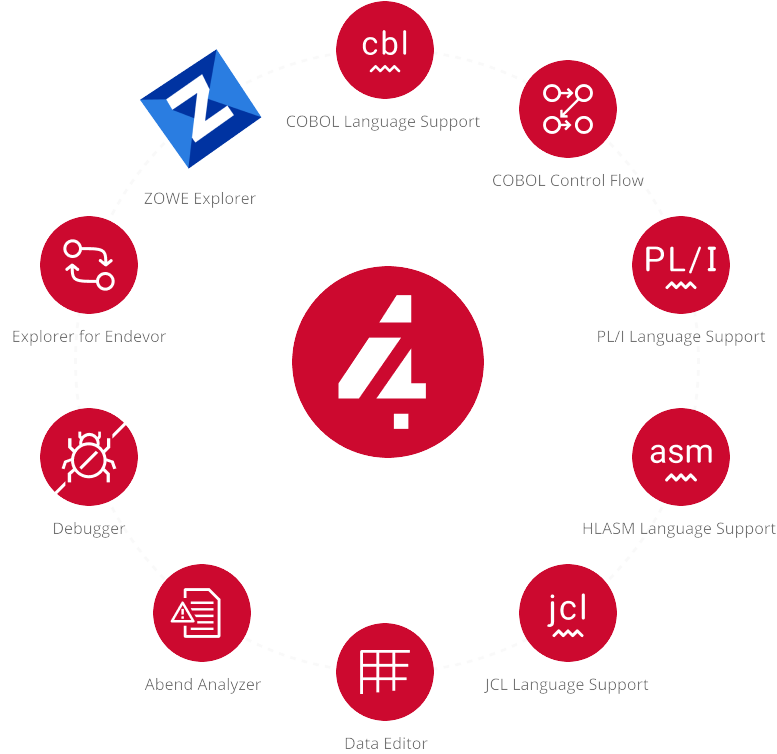 cbl
COBOL Language Support
COBOL Control Flow
Z
ZOWE Explorer
PL/I
PL/I Language Support
Explorer for Endevor
4
asm
HLASM Language Support
Debugger
jcl
JCL Language Support
Abend Analyzer
Data Editor